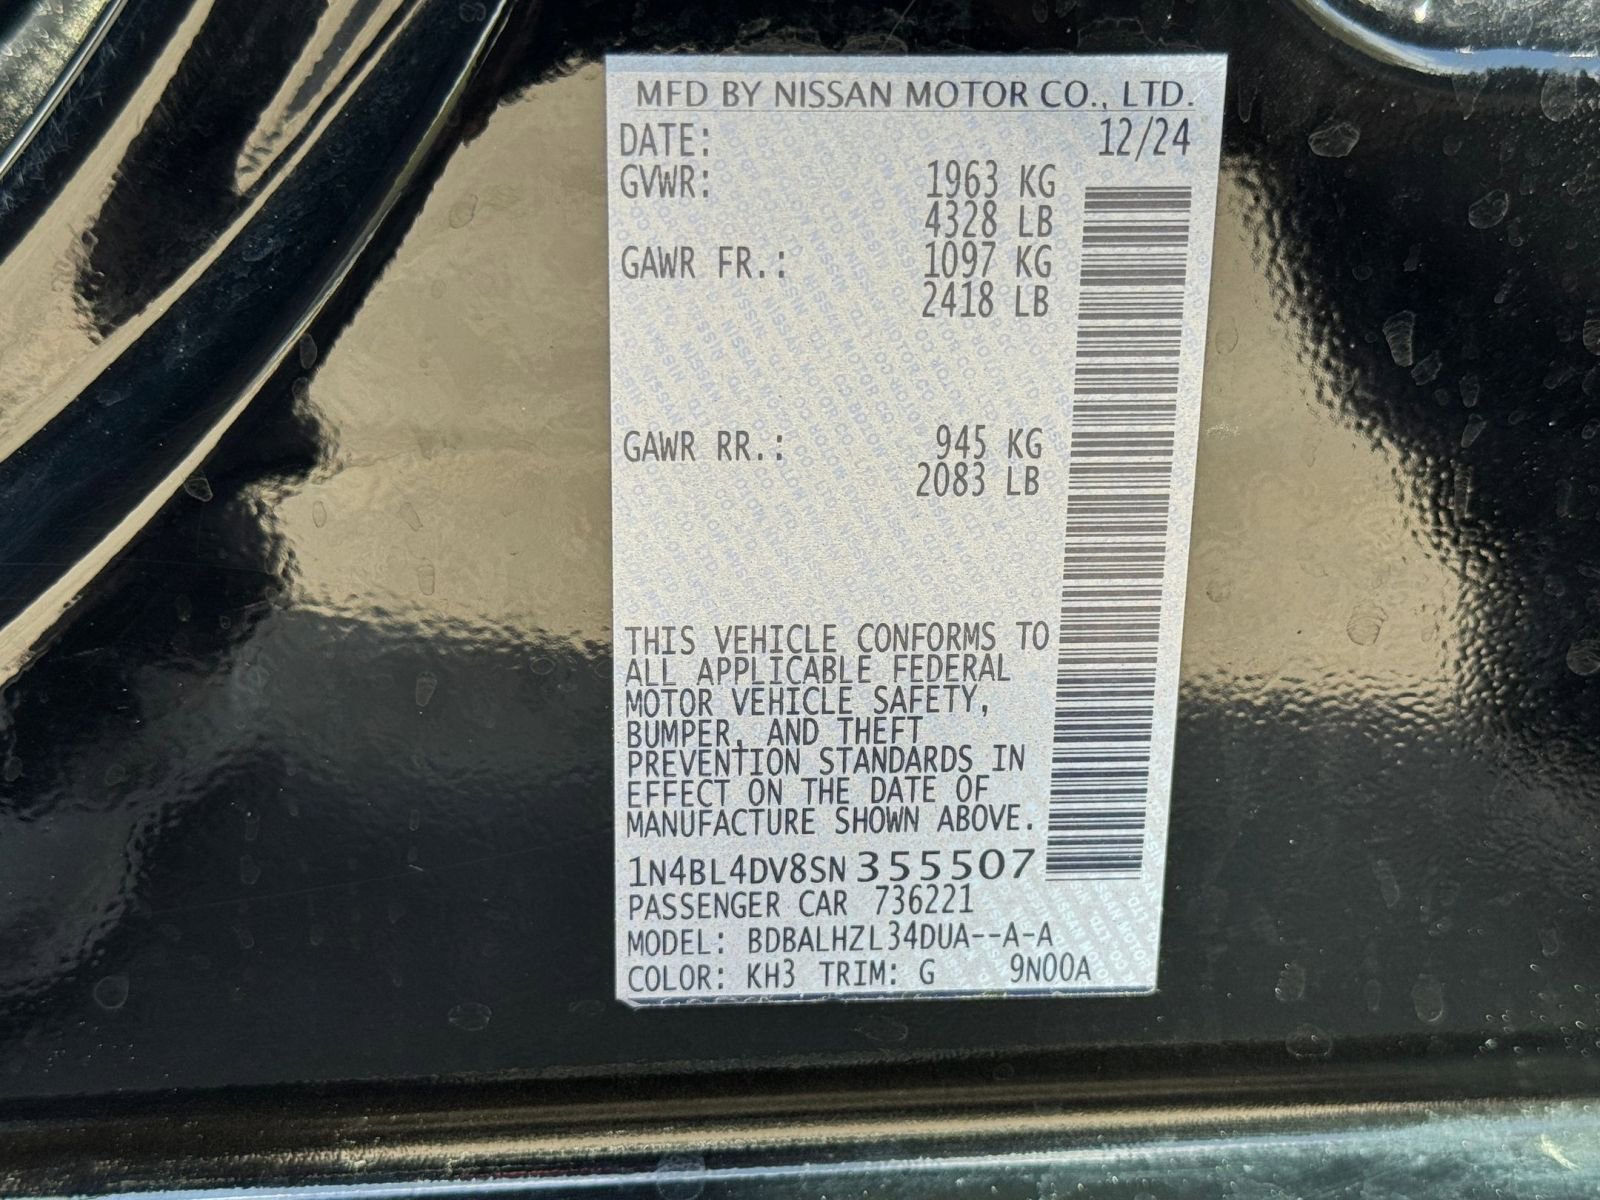 MFD BY NISSAN MOTOR CO., LTD.
DATE: 12/24
GVWR: 1963 KG
4328 LB
GAWR FR.: 1097 KG
2418 LB
GAWR RR.: 945 KG
2083 LB
THIS VEHICLE CONFORMS TO
ALL APPLICABLE FEDERAL
MOTOR VEHICLE SAFETY,
BUMPER, AND THEFT
PREVENTION STANDARDS IN
EFFECT ON THE DATE OF
MANUFACTURE SHOWN ABOVE.
1N4BL4DV8SN355507
PASSENGER CAR 736221
MODEL: BDBALHZL34DUA--A-A
COLOR: KH3 TRIM: G 9N00A